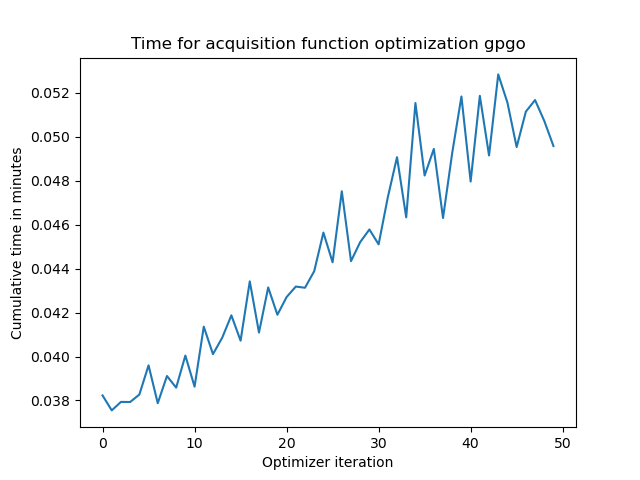 Time for acquisition function optimization gpgo
Cumulative time in minutes
0.052
0.050
0.048
0.046
0.044
0.042
0.040
0.038
0 10 20 30 40 50
Optimizer iteration